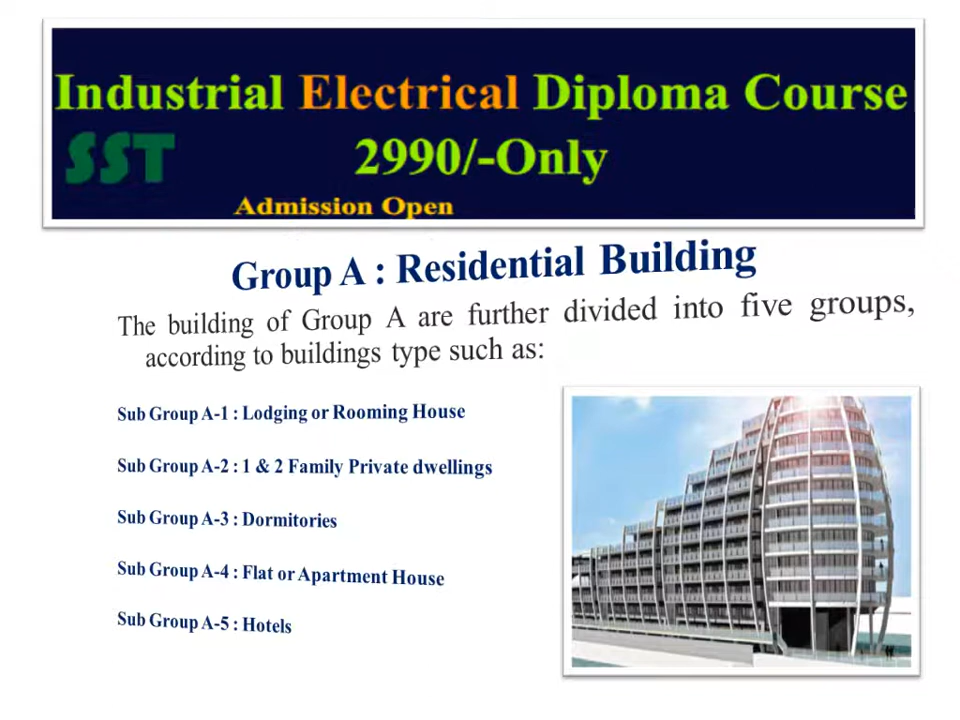 Industrial Electrical Diploma Course
SST
2990/-Only
Admission Open
Group A : Residential Building
The building of Group A are further divided into five groups,
according to buildings type such as:
Sub Group A-1 : Lodging or Rooming House
Sub Group A-2 : 1 & 2 Family Private dwellings
Sub Group A-3 : Dormitories
Sub Group A-4 : Flat or Apartment House
Sub Group A-5 : Hotels